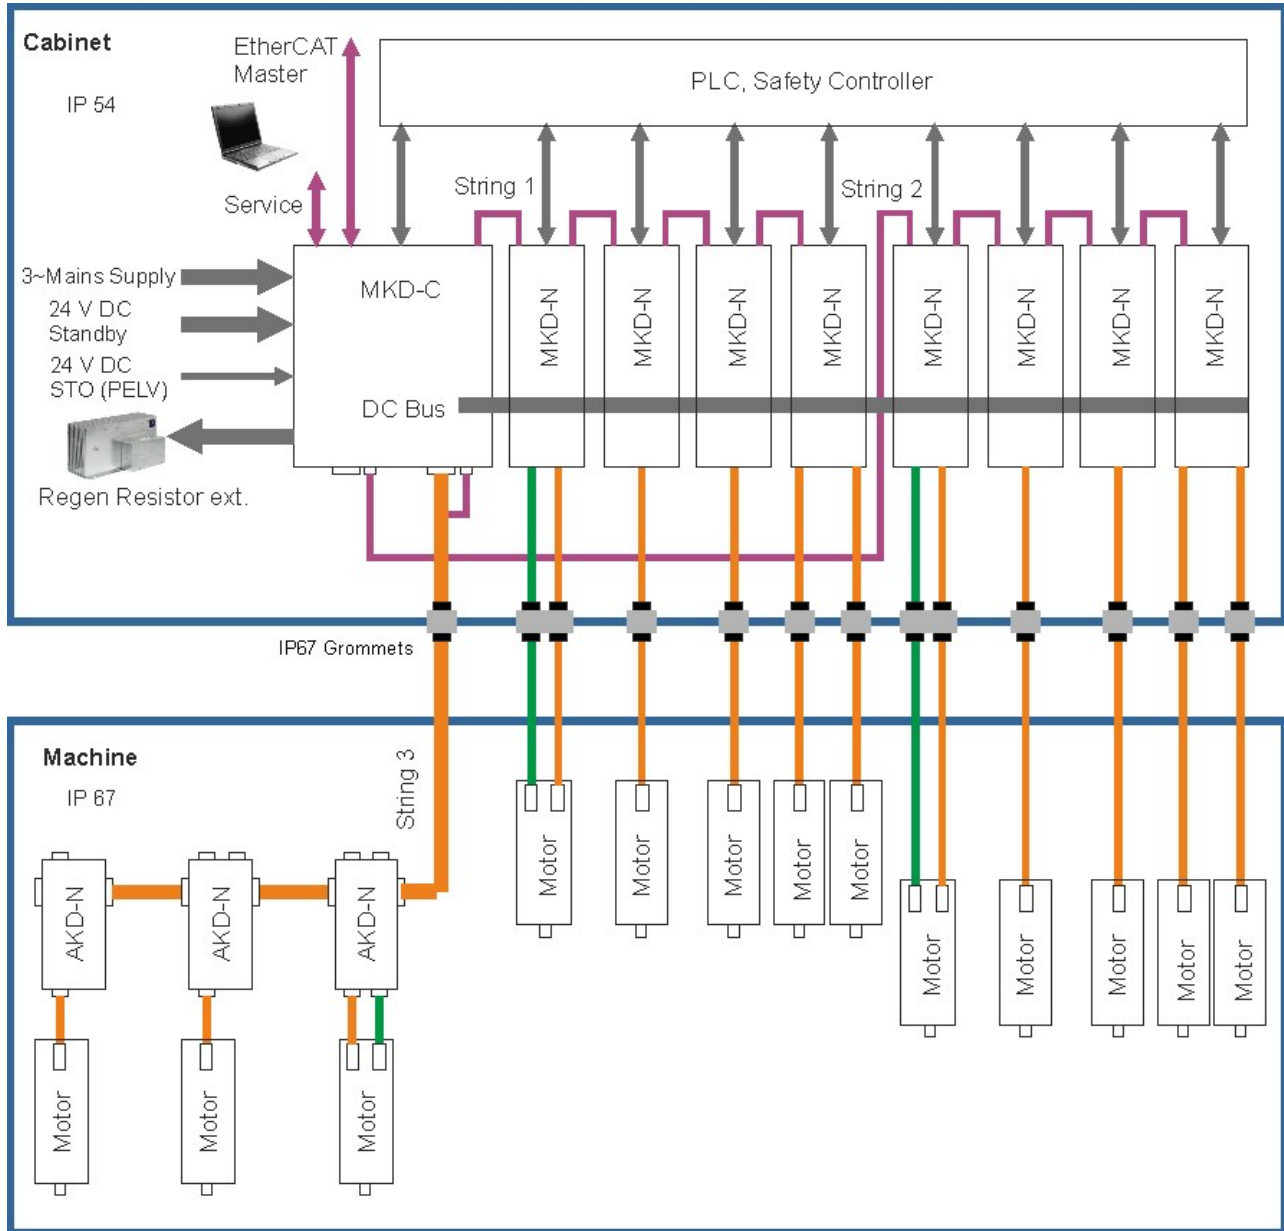 Cabinet
IP 54
EtherCAT
Master
PLC, Safety Controller
Service
String 1
String 2
3~Mains Supply
24 V DC
Standby
24 V DC
STO (PELV)
Regen Resistor ext.
MKD-C
DC Bus
MKD-N
MKD-N
MKD-N
MKD-N
MKD-N
MKD-N
MKD-N
MKD-N
IP67 Grommets
Machine
IP 67
String 3
AKD-N
AKD-N
AKD-N
Motor
Motor
Motor
Motor
Motor
Motor
Motor
Motor
Motor
Motor
Motor
Motor
Motor